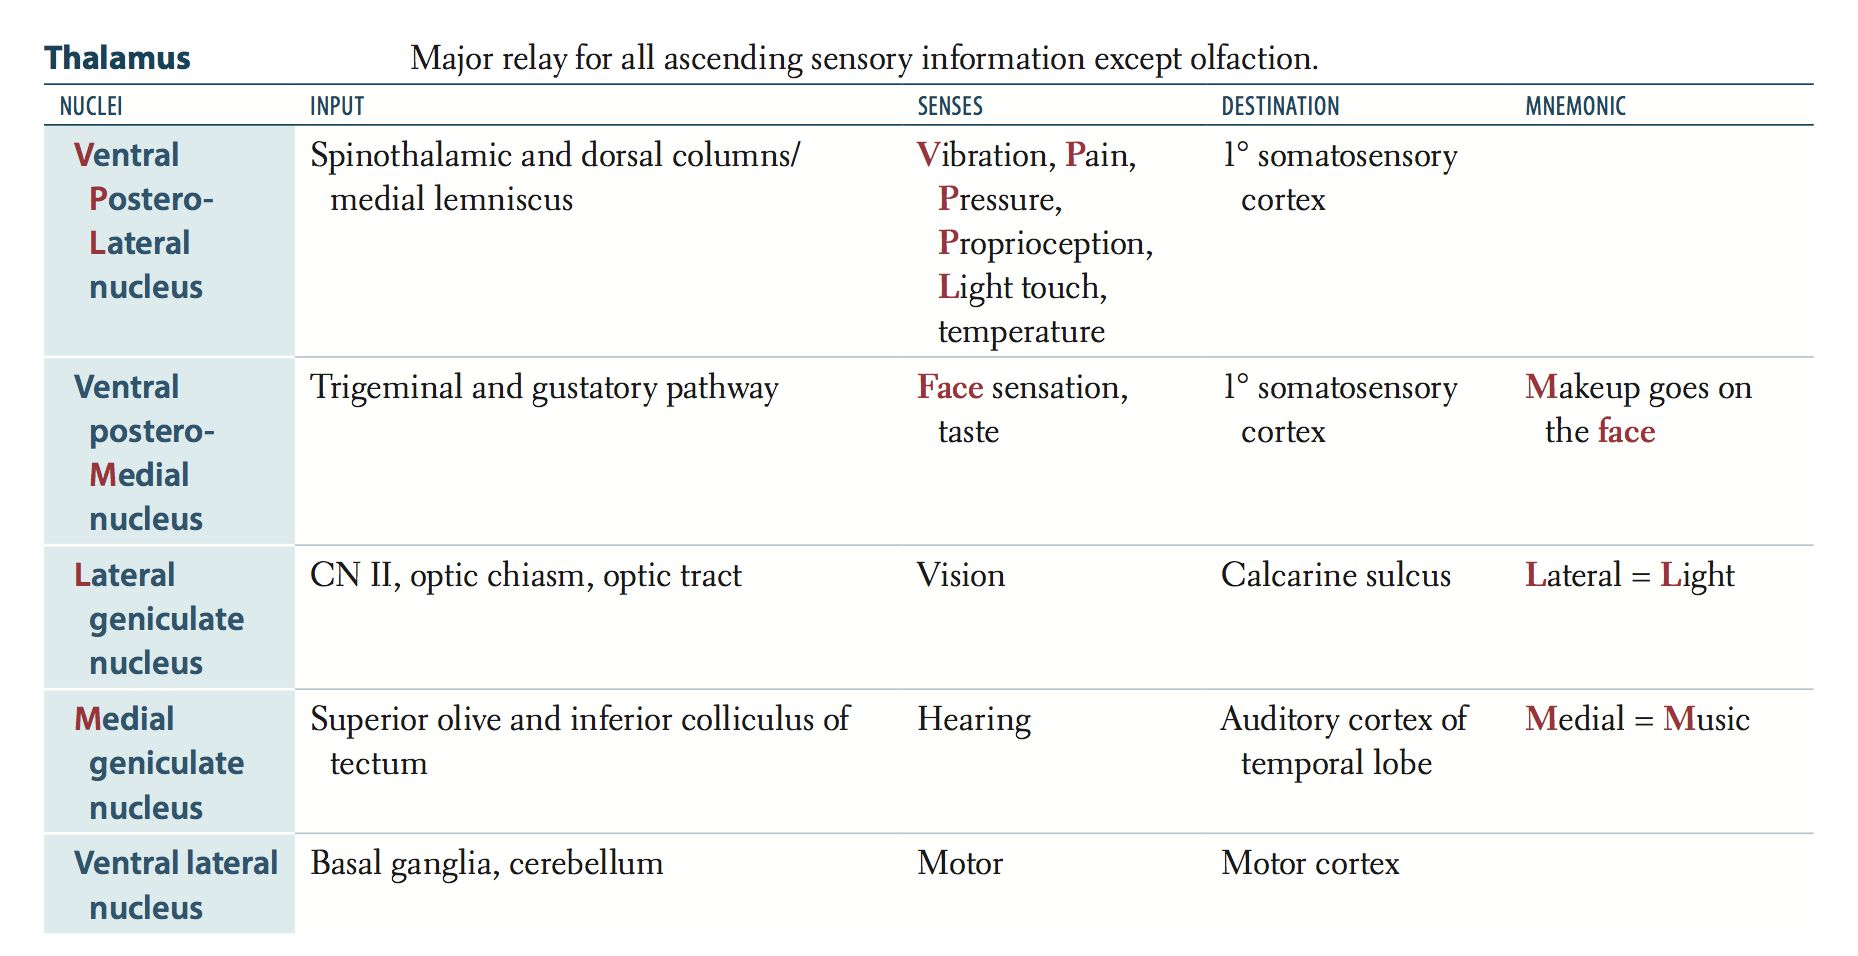 Thalamus Major relay for all ascending sensory information except olfaction.
NUCLEI INPUT SENSES DESTINATION MNEMONIC
Ventral
Postero-
Lateral
nucleus
Spinothalamic and dorsal columns/
medial lemniscus
Vibration, Pain,
Pressure,
Proprioception,
Light touch,
temperature
1° somatosensory
cortex
Ventral
postero-
Medial
nucleus
Trigeminal and gustatory pathway
Face sensation,
taste
1° somatosensory
cortex
Makeup goes on
the face
Lateral
geniculate
nucleus
CN II, optic chiasm, optic tract
Vision
Calcarine sulcus
Lateral = Light
Medial
geniculate
nucleus
Superior olive and inferior colliculus of
tectum
Hearing
Auditory cortex of
temporal lobe
Medial = Music
Ventral lateral
nucleus
Basal ganglia, cerebellum
Motor
Motor cortex